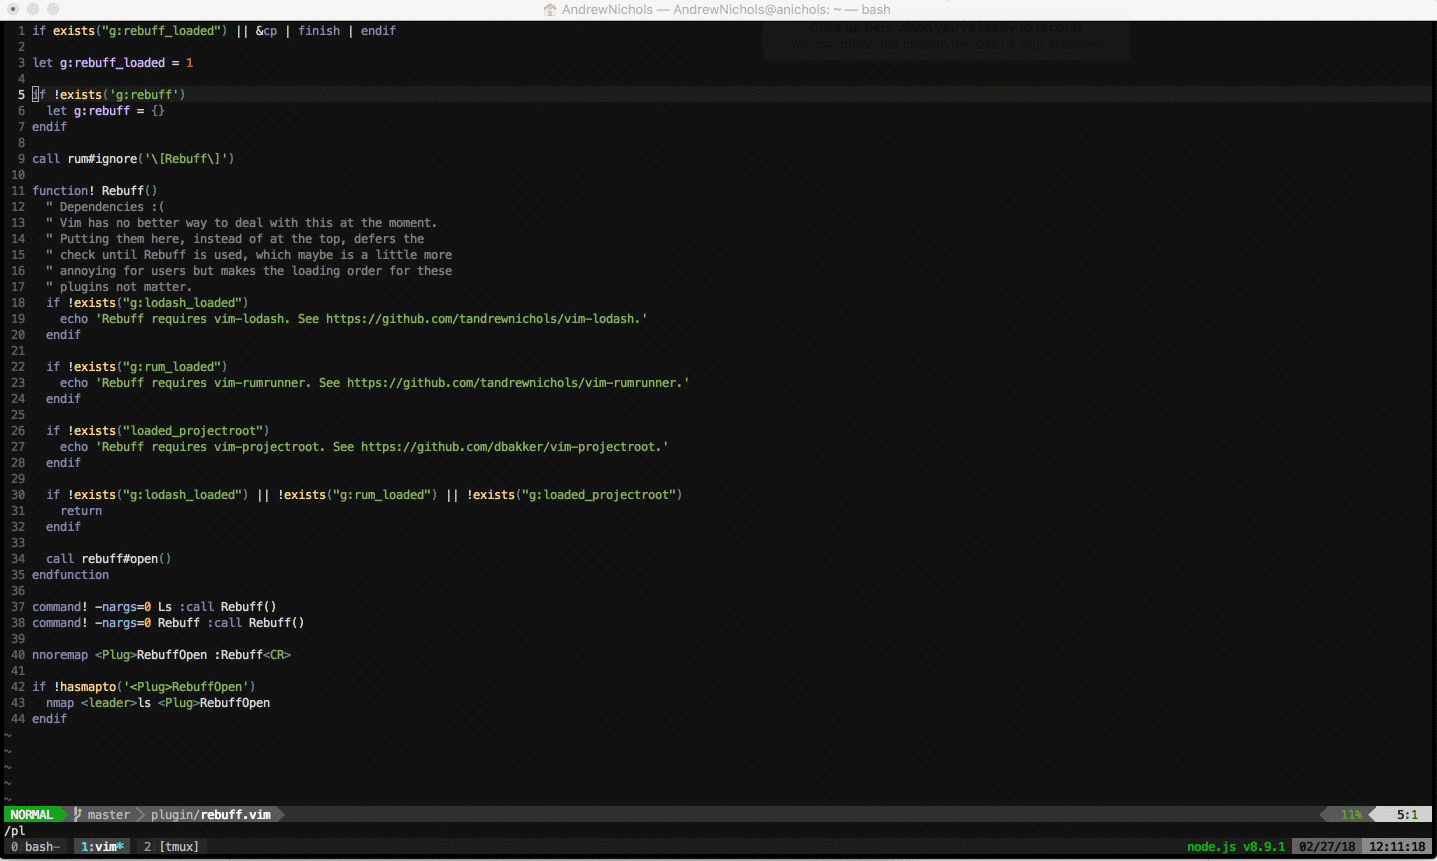 AndrewNichols — AndrewNichols@anichols: ~ — bash
1 if exists("g:rebuff_loaded") || &cp | finish | endif
2
3 let g:rebuff_loaded = 1
4
5 if !exists('g:rebuff')
6   let g:rebuff = {}
7 endif
8
9 call rum#ignore('\[Rebuff\]')
10
11 function! Rebuff()
12   " Dependencies :(
13   " Vim has no better way to deal with this at the moment.
14   " Putting them here, instead of at the top, defers the
15   " check until Rebuff is used, which maybe is a little more
16   " annoying for users but makes the loading order for these
17   " plugins not matter.
18   if !exists("g:lodash_loaded")
19     echo 'Rebuff requires vim-lodash. See https://github.com/tandrewnichols/vim-lodash.'
20   endif
21
22   if !exists("g:rum_loaded")
23     echo 'Rebuff requires vim-rumrunner. See https://github.com/tandrewnichols/vim-rumrunner.'
24   endif
25
26   if !exists("loaded_projectroot")
27     echo 'Rebuff requires vim-projectroot. See https://github.com/dbakker/vim-projectroot.'
28   endif
29
30   if !exists("g:lodash_loaded") || !exists("g:rum_loaded") || !exists("g:loaded_projectroot")
31     return
32   endif
33
34   call rebuff#open()
35 endfunction
36
37 command! -nargs=0 Ls :call Rebuff()
38 command! -nargs=0 Rebuff :call Rebuff()
39
40 nnoremap <Plug>RebuffOpen :Rebuff<CR>
41
42 if !hasmapto('<Plug>RebuffOpen')
43   nmap <leader>ls <Plug>RebuffOpen
44 endif
~
~
~
~
~
NORMAL master plugin/rebuff.vim 11% 5:1
/pl
0 bash- 1:vim* 2 [tmux] node.js v8.9.1 02/27/18 12:11:18